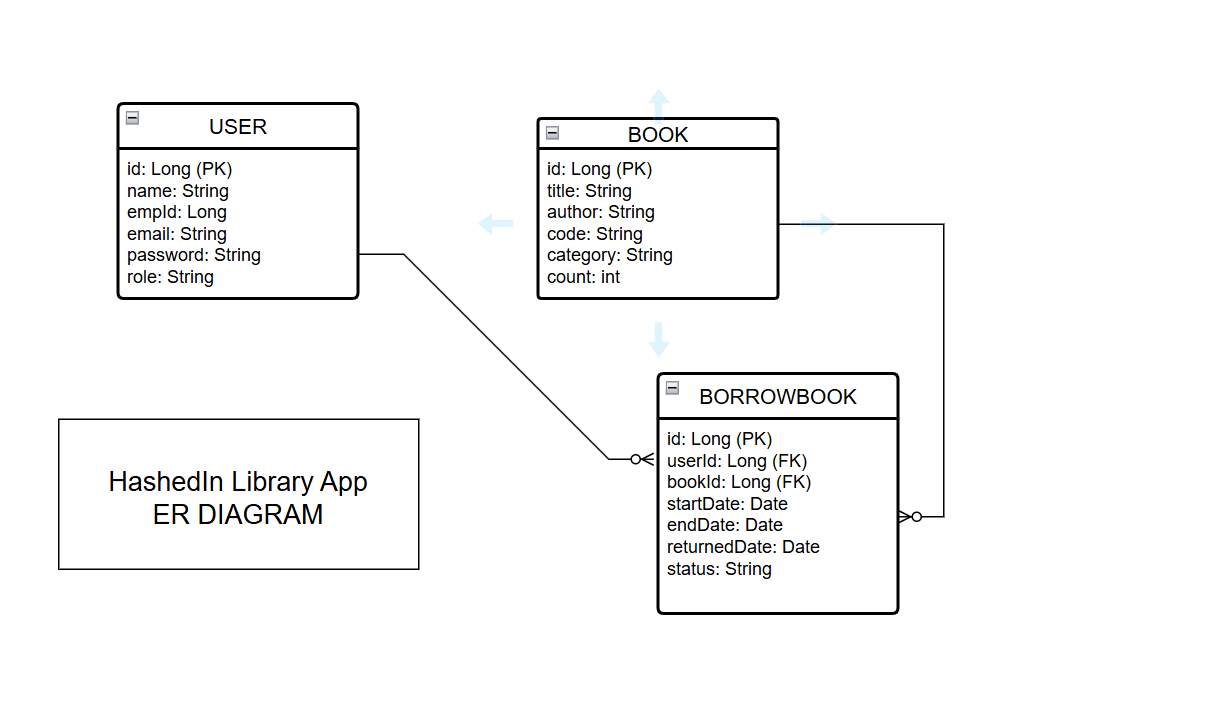 USER
id: Long (PK)
name: String
empId: Long
email: String
password: String
role: String
BOOK
id: Long (PK)
title: String
author: String
code: String
category: String
count: int
BORROWBOOK
id: Long (PK)
userId: Long (FK)
bookId: Long (FK)
startDate: Date
endDate: Date
returnedDate: Date
status: String
HashedIn Library App
ER DIAGRAM